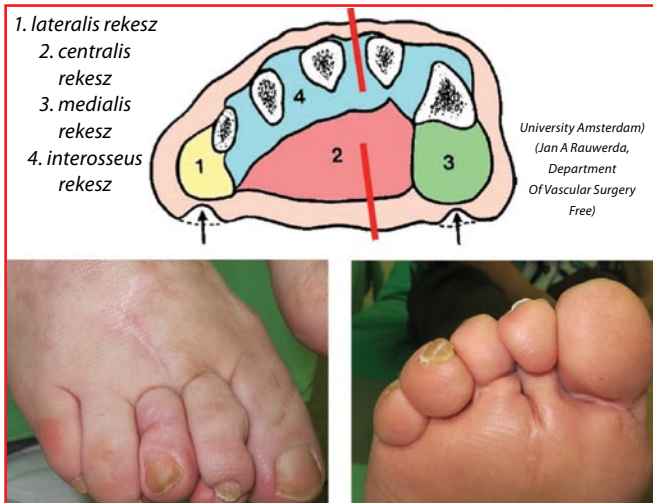 1. lateralis rekesz
2. centralis
rekesz
3. medialis
rekesz
4. interosseus
rekesz
4
1
2
3
University Amsterdam)
(Jan A Rauwerda,
Department
Of Vascular Surgery
Free)